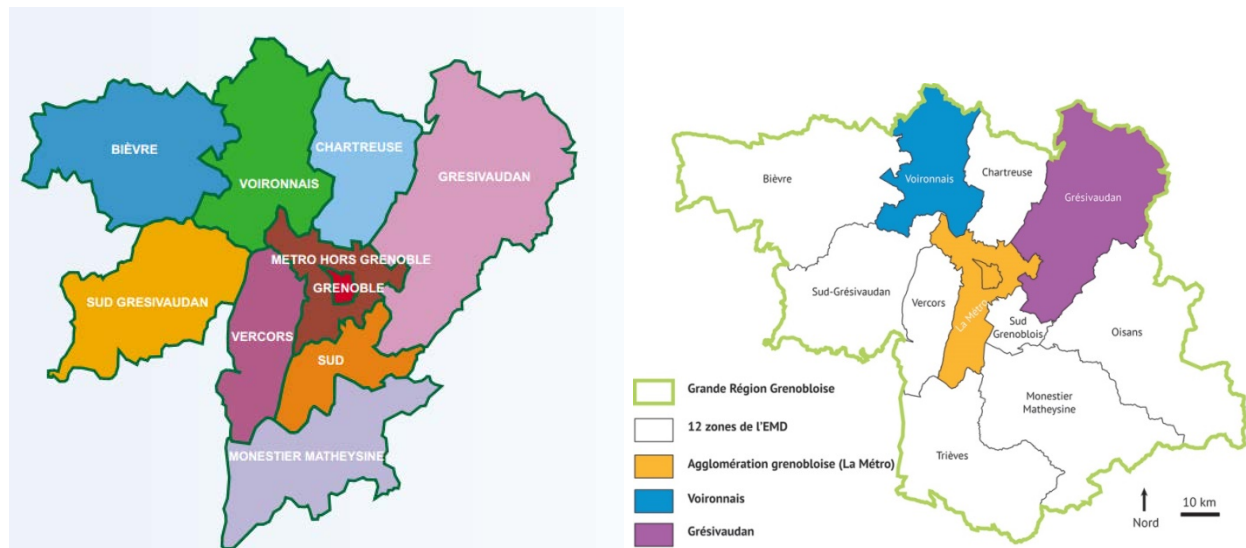 BIÈVRE
VOIRONNAIS
CHARTREUSE
GRESIVAUDAN
METRO HORS GRENOBLE
GRENOBLE
SUD GRESIVAUDAN
VERCORS
SUD
MONESTIER MATHEYSINE
Bièvre
Voironnais
Chartreuse
Grésivaudan
Sud-Grésivaudan
Vercors
La Métro
Sud
Grenoblois
Oisans
Monestier
Matheysine
Trièves
Grande Région Grenobloise
12 zones de l'EMD
Agglomération grenobloise (La Métro)
Voironnais
Grésivaudan
Nord
10 km